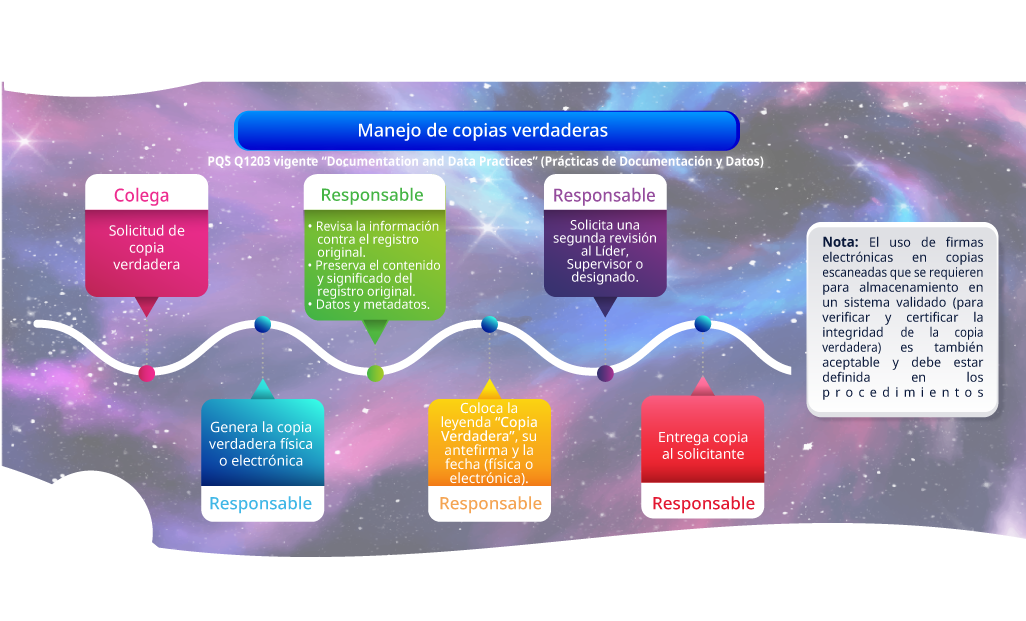 Manejo de copias verdaderas
PQS Q1203 vigente “Documentation and Data Practices” (Prácticas de Documentación y Datos)
Colega
Solicitud de
copia
verdadera
Genera la copia
verdadera física
o electrónica
Responsable
Responsable
• Revisa la información
contra el registro
original.
• Preserva el contenido
y significado del
registro original.
• Datos y metadatos.
Coloca la
leyenda “Copia
Verdadera”, su
antefirma y la
fecha (física o
electrónica).
Responsable
Responsable
Solicita una
segunda revisión
al Líder,
Supervisor o
designado.
Entrega copia
al solicitante
Responsable
Nota: El uso de firmas
electrónicas en copias
escaneadas que se requieren
para almacenamiento en
un sistema validado (para
verificar y certificar la
integridad de la copia
verdadera) es también
aceptable y debe estar
definida en los
procedimientos